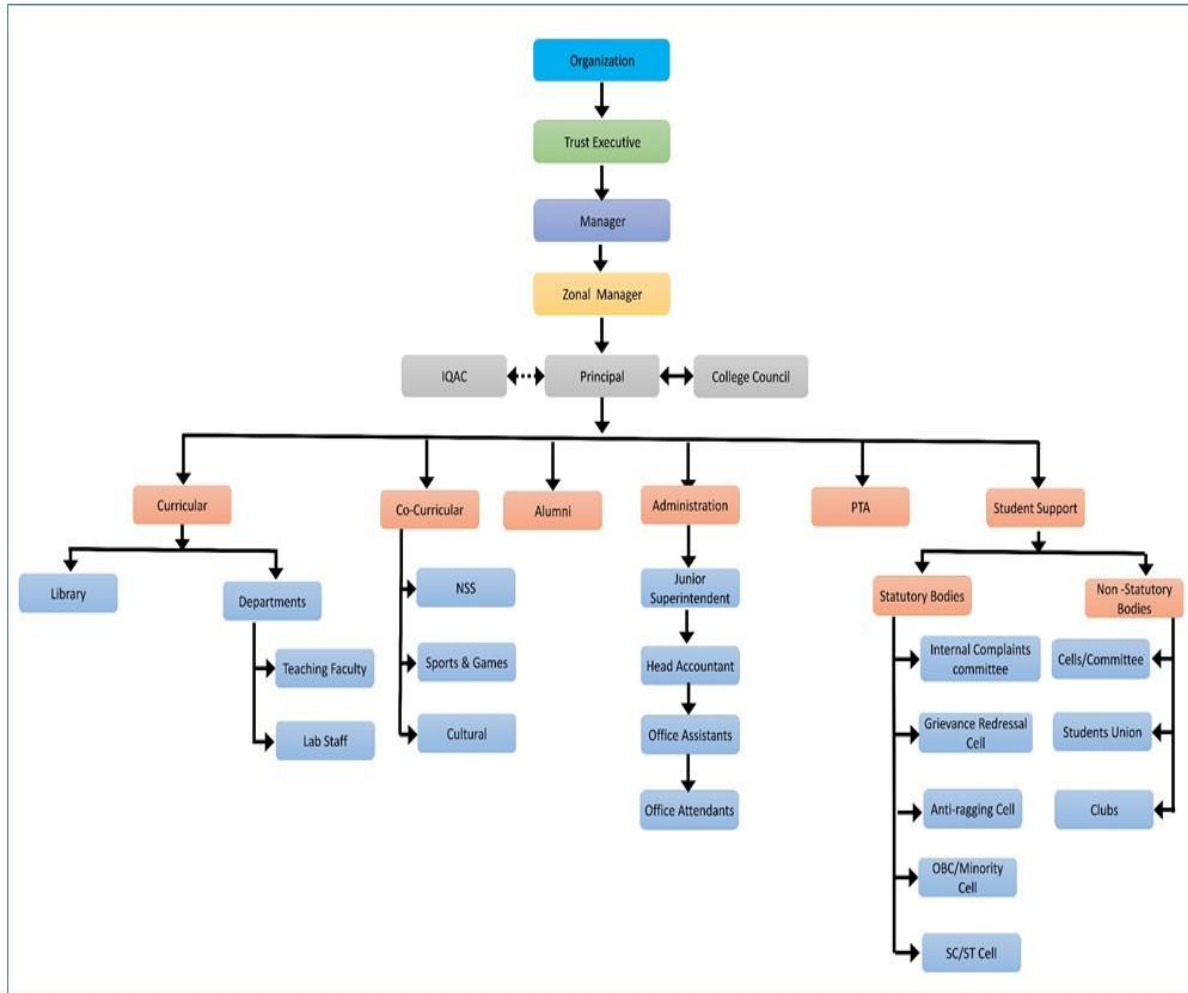 Organization
Trust Executive
Manager
Zonal Manager
IQAC
Principal
College Council
Curricular
Co-Curricular
Alumni
Administration
PTA
Student Support
Library
Departments
Teaching Faculty
Lab Staff
NSS
Sports & Games
Cultural
Junior
Superintendent
Head Accountant
Office Assistants
Office Attendants
Statutory Bodies
Non -Statutory
Bodies
Internal Complaints
committee
Grievance Redressal
Cell
Anti-ragging Cell
OBC/Minority
Cell
SC/ST Cell
Cells/Committee
Students Union
Clubs